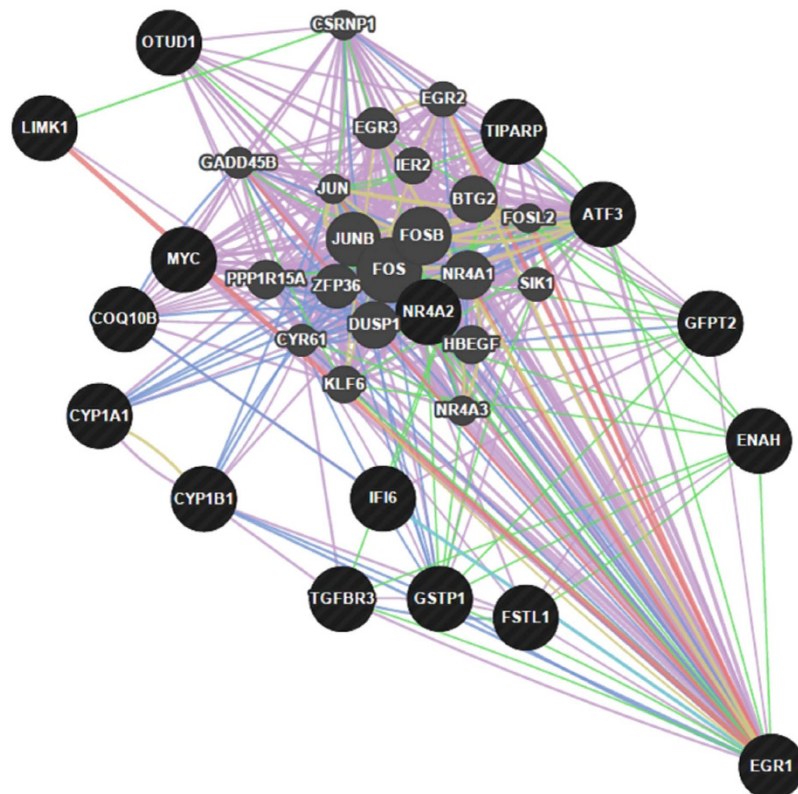 CSRNP1
OTUD1
EGR2
LIMK1
EGR3
TIPARP
GADD45B
IER2
JUN
BTG2
FOSL2
ATF3
JUNB
FOSB
MYC
FOS
PPP1R15A
ZFP36
NR4A1
SIK1
COQ10B
NR4A2
DUSP1
GFPT2
CYR61
HBEGF
KLF6
NR4A3
CYP1A1
ENAH
CYP1B1
IFI6
TGFBR3
GSTP1
FSTL1
EGR1